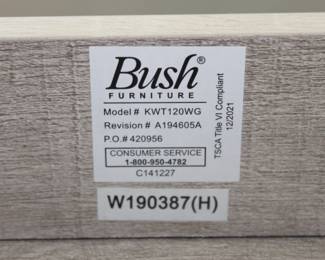 Bush
FURNITURE
Model # KWT120WG
Revision # A194605A
P.O.# 420956
CONSUMER SERVICE
1-800-950-4782
C141227
TSCA Title VI Compliant
12/2021
W190387(H)